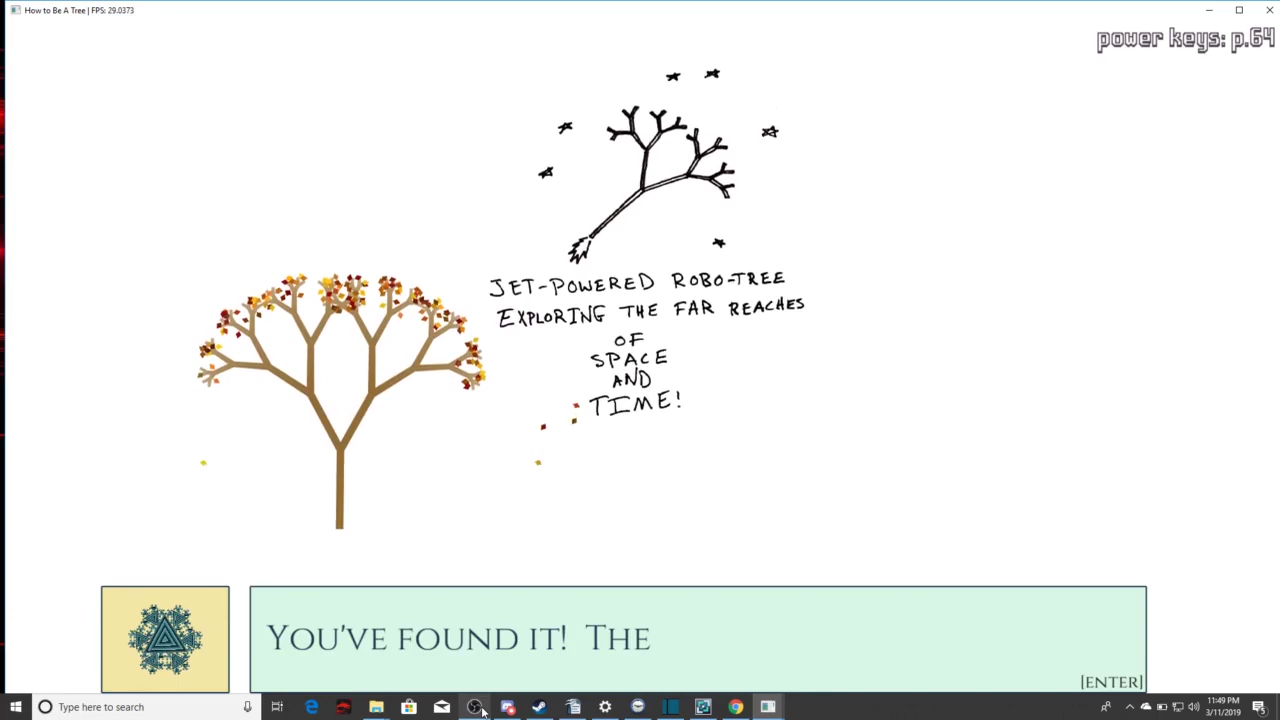 How to Be A Tree | FPS: 29.0373
power keys: p.64
JET-POWERED ROBO-TREE
EXPLORING THE FAR REACHES
OF
SPACE
AND
TIME!
You've found it! The
[ENTER]
Type here to search
11:49 PM
3/11/2019
5